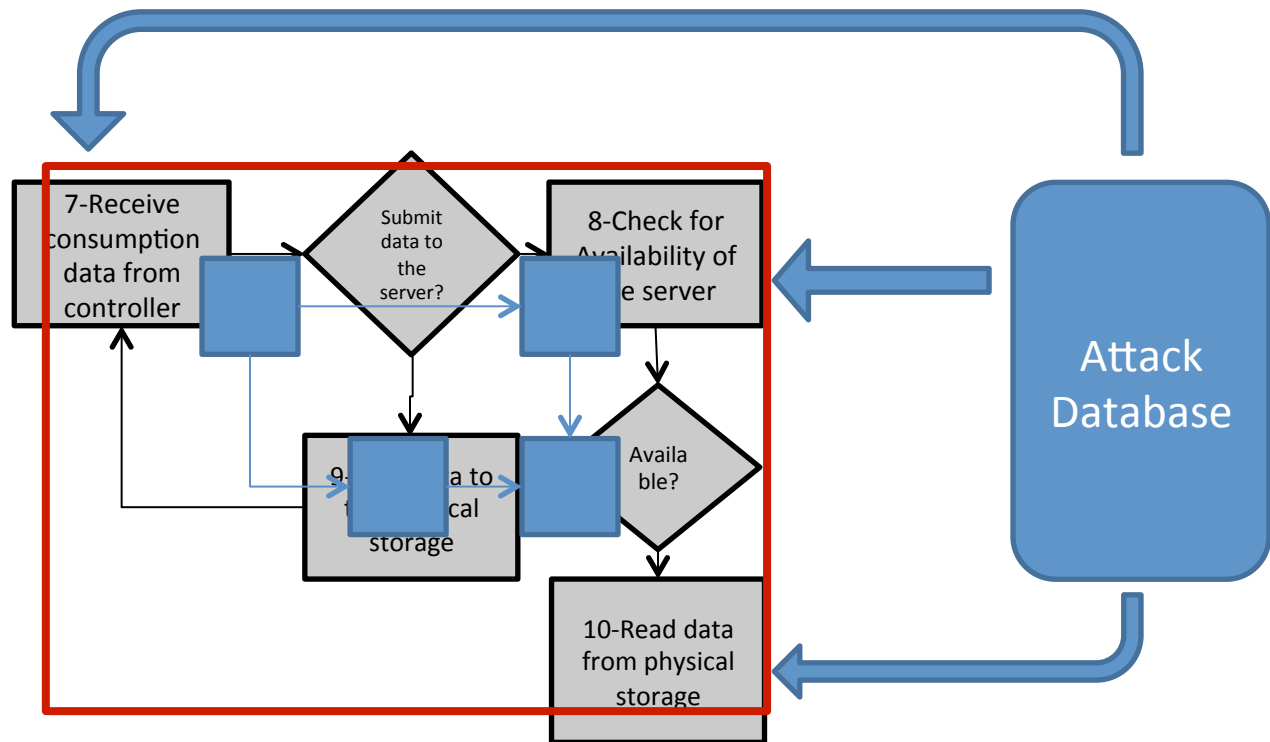 7-Receive
consumption
data from
controller
Submit
data to
the
server?
8-Check for
Availability of
e server
Attack
Database
9-
a to
t
cal
storage
Availa
ble?
10-Read data
from physical
storage